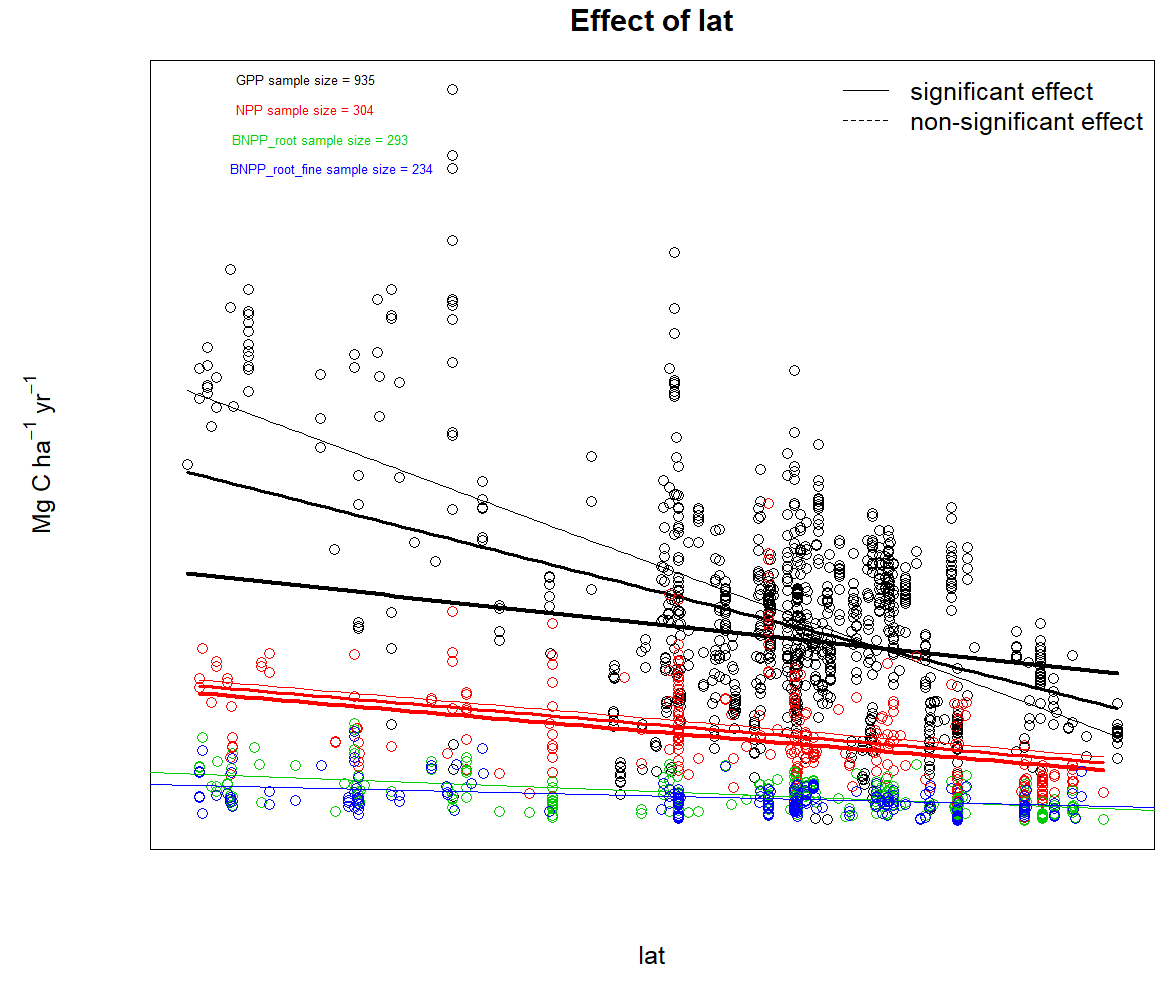 Effect of lat
GPP sample size = 935
NPP sample size = 304
BNPP_root sample size = 293
BNPP_root_fine sample size = 234
significant effect
non-significant effect
Mg C ha⁻¹ yr⁻¹
lat